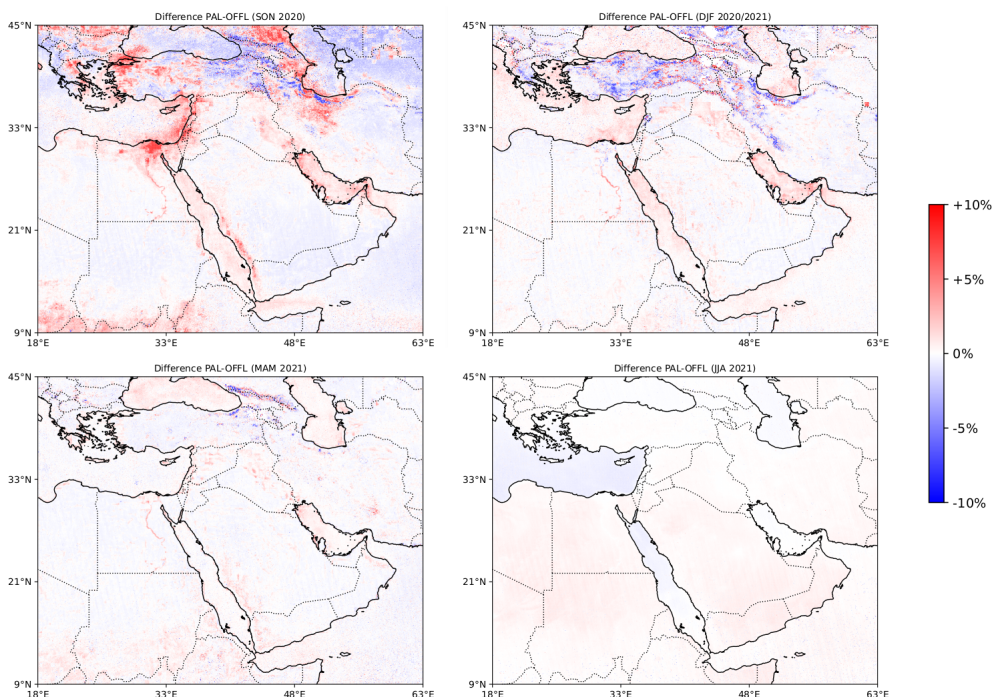 Difference PAL-OFFL (SON 2020)
45°N
33°N
21°N
9°N
18°E
33°E
48°E
63°E
Difference PAL-OFFL (DJF 2020/2021)
45°N
33°N
21°N
9°N
18°E
33°E
48°E
63°E
Difference PAL-OFFL (MAM 2021)
45°N
33°N
21°N
9°N
18°E
33°E
48°E
63°E
Difference PAL-OFFL (JJA 2021)
45°N
33°N
21°N
9°N
18°E
33°E
48°E
63°E
+10%
+5%
0%
-5%
-10%